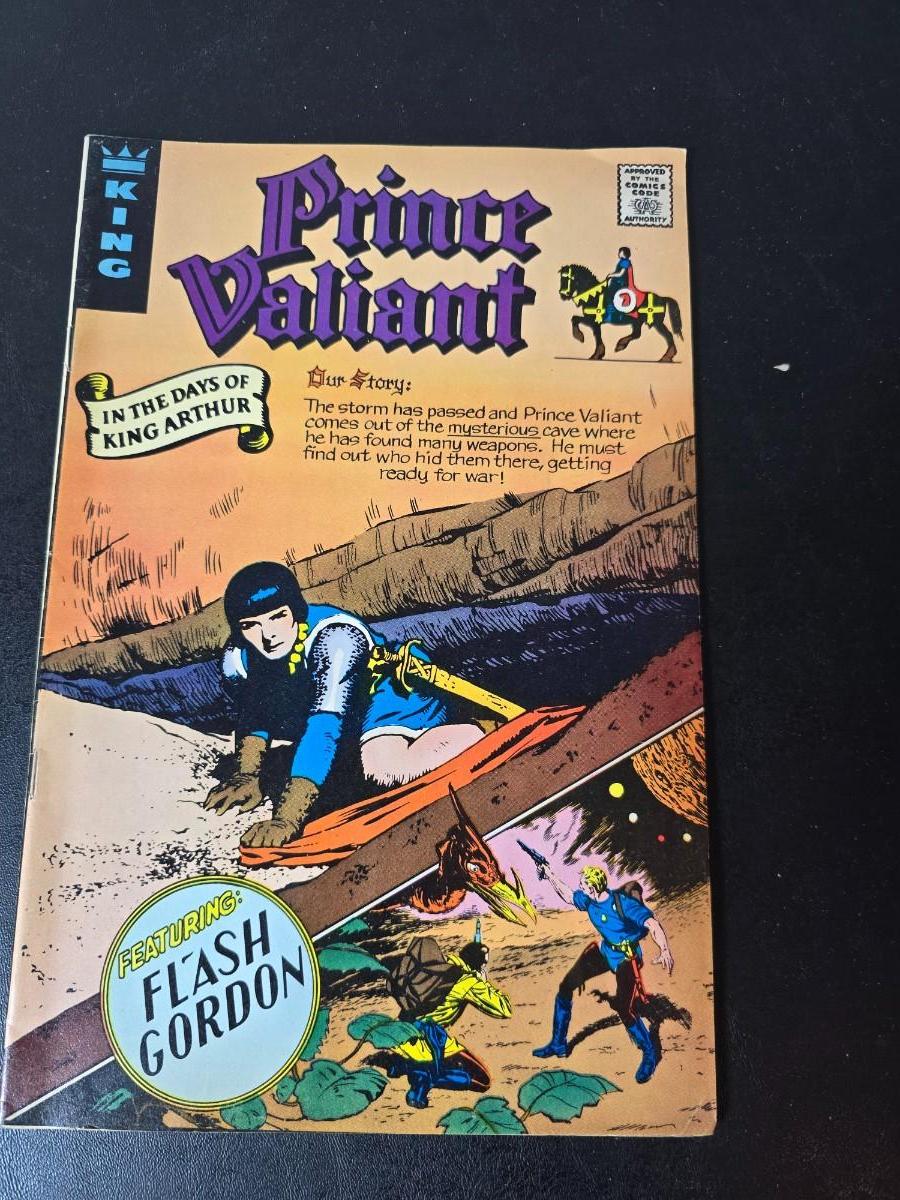 KING
Prince
Valiant
APPROVED
BY THE
COMICS
CODE
AUTHORITY
IN THE DAYS OF
KING ARTHUR
Our Story:
The storm has passed and Prince Valiant
comes out of the mysterious cave where
he has found many weapons. He must
find out who hid them there, getting
ready for war!
FEATURING:
FLASH
GORDON